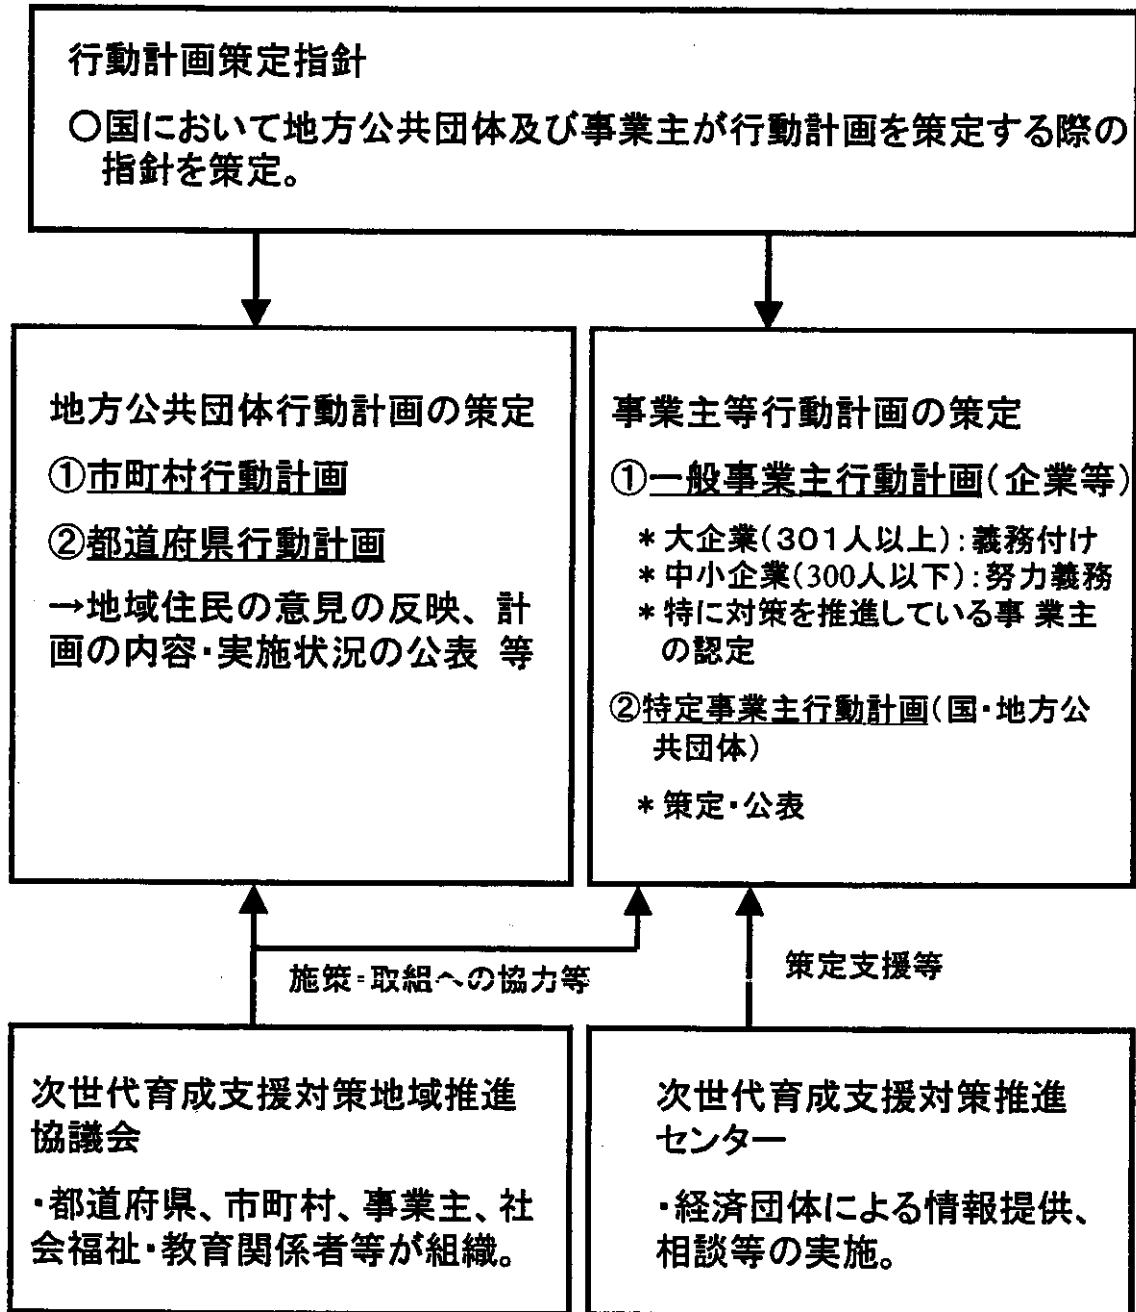 行動計画策定指針
○国において地方公共団体及び事業主が行動計画を策定する際の
指針を策定。
地方公共団体行動計画の策定
①市町村行動計画
②都道府県行動計画
→地域住民の意見の反映、計
画の内容・実施状況の公表 等
事業主等行動計画の策定
①一般事業主行動計画(企業等)
＊大企業(301人以上):義務付け
＊中小企業(300人以下):努力義務
＊特に対策を推進している事 業主
の認定
②特定事業主行動計画(国・地方公
共団体)
＊策定・公表
施策・取組への協力等
策定支援等
次世代育成支援対策地域推進
協議会
・都道府県、市町村、事業主、社
会福祉・教育関係者等が組織。
次世代育成支援対策推進
センター
・経済団体による情報提供、
相談等の実施。